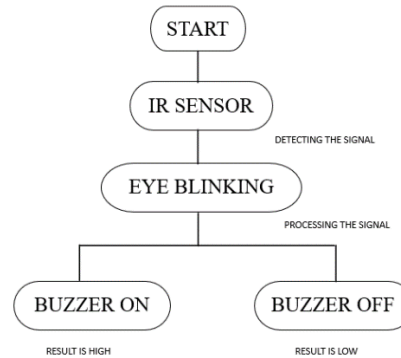 START
IR SENSOR
DETECTING THE SIGNAL
EYE BLINKING
PROCESSING THE SIGNAL
BUZZER ON
BUZZER OFF
RESULT IS HIGH
RESULT IS LOW